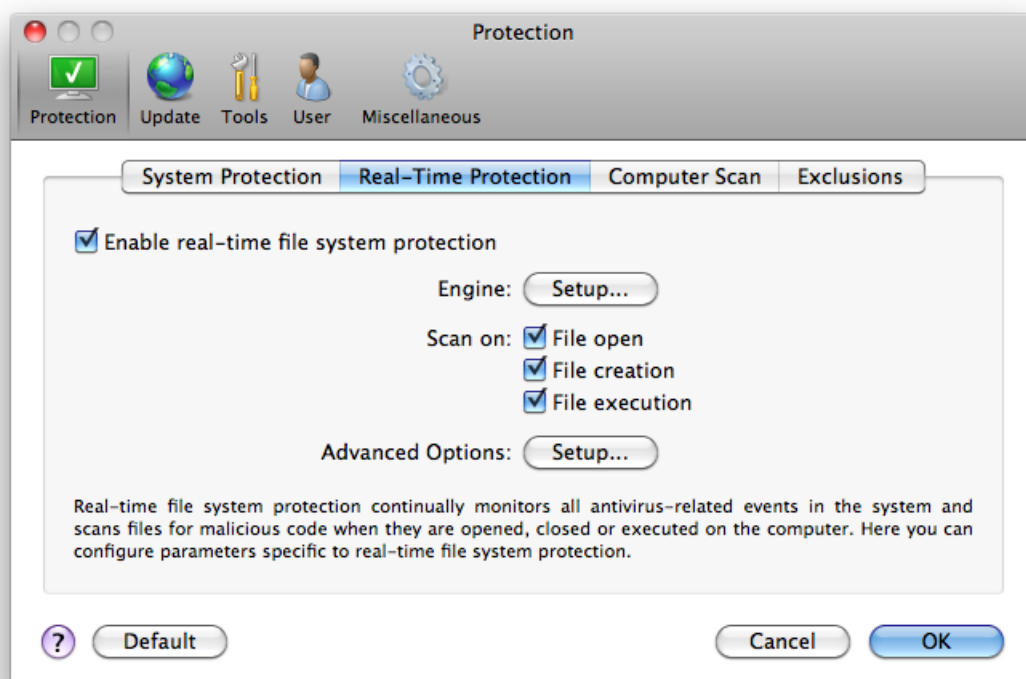 Protection
Protection Update Tools User Miscellaneous
System Protection Real-Time Protection Computer Scan Exclusions
Enable real-time file system protection
Engine: Setup...
Scan on: File open
File creation
File execution
Advanced Options: Setup...
Real-time file system protection continually monitors all antivirus-related events in the system and
scans files for malicious code when they are opened, closed or executed on the computer. Here you can
configure parameters specific to real-time file system protection.
? Default Cancel OK